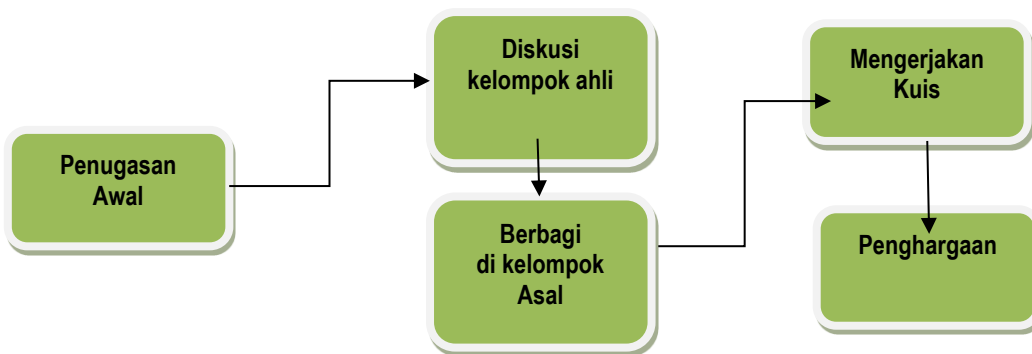 Penugasan
Awal
Diskusi
kelompok ahli
Berbagi
di kelompok
Asal
Mengerjakan
Kuis
Penghargaan